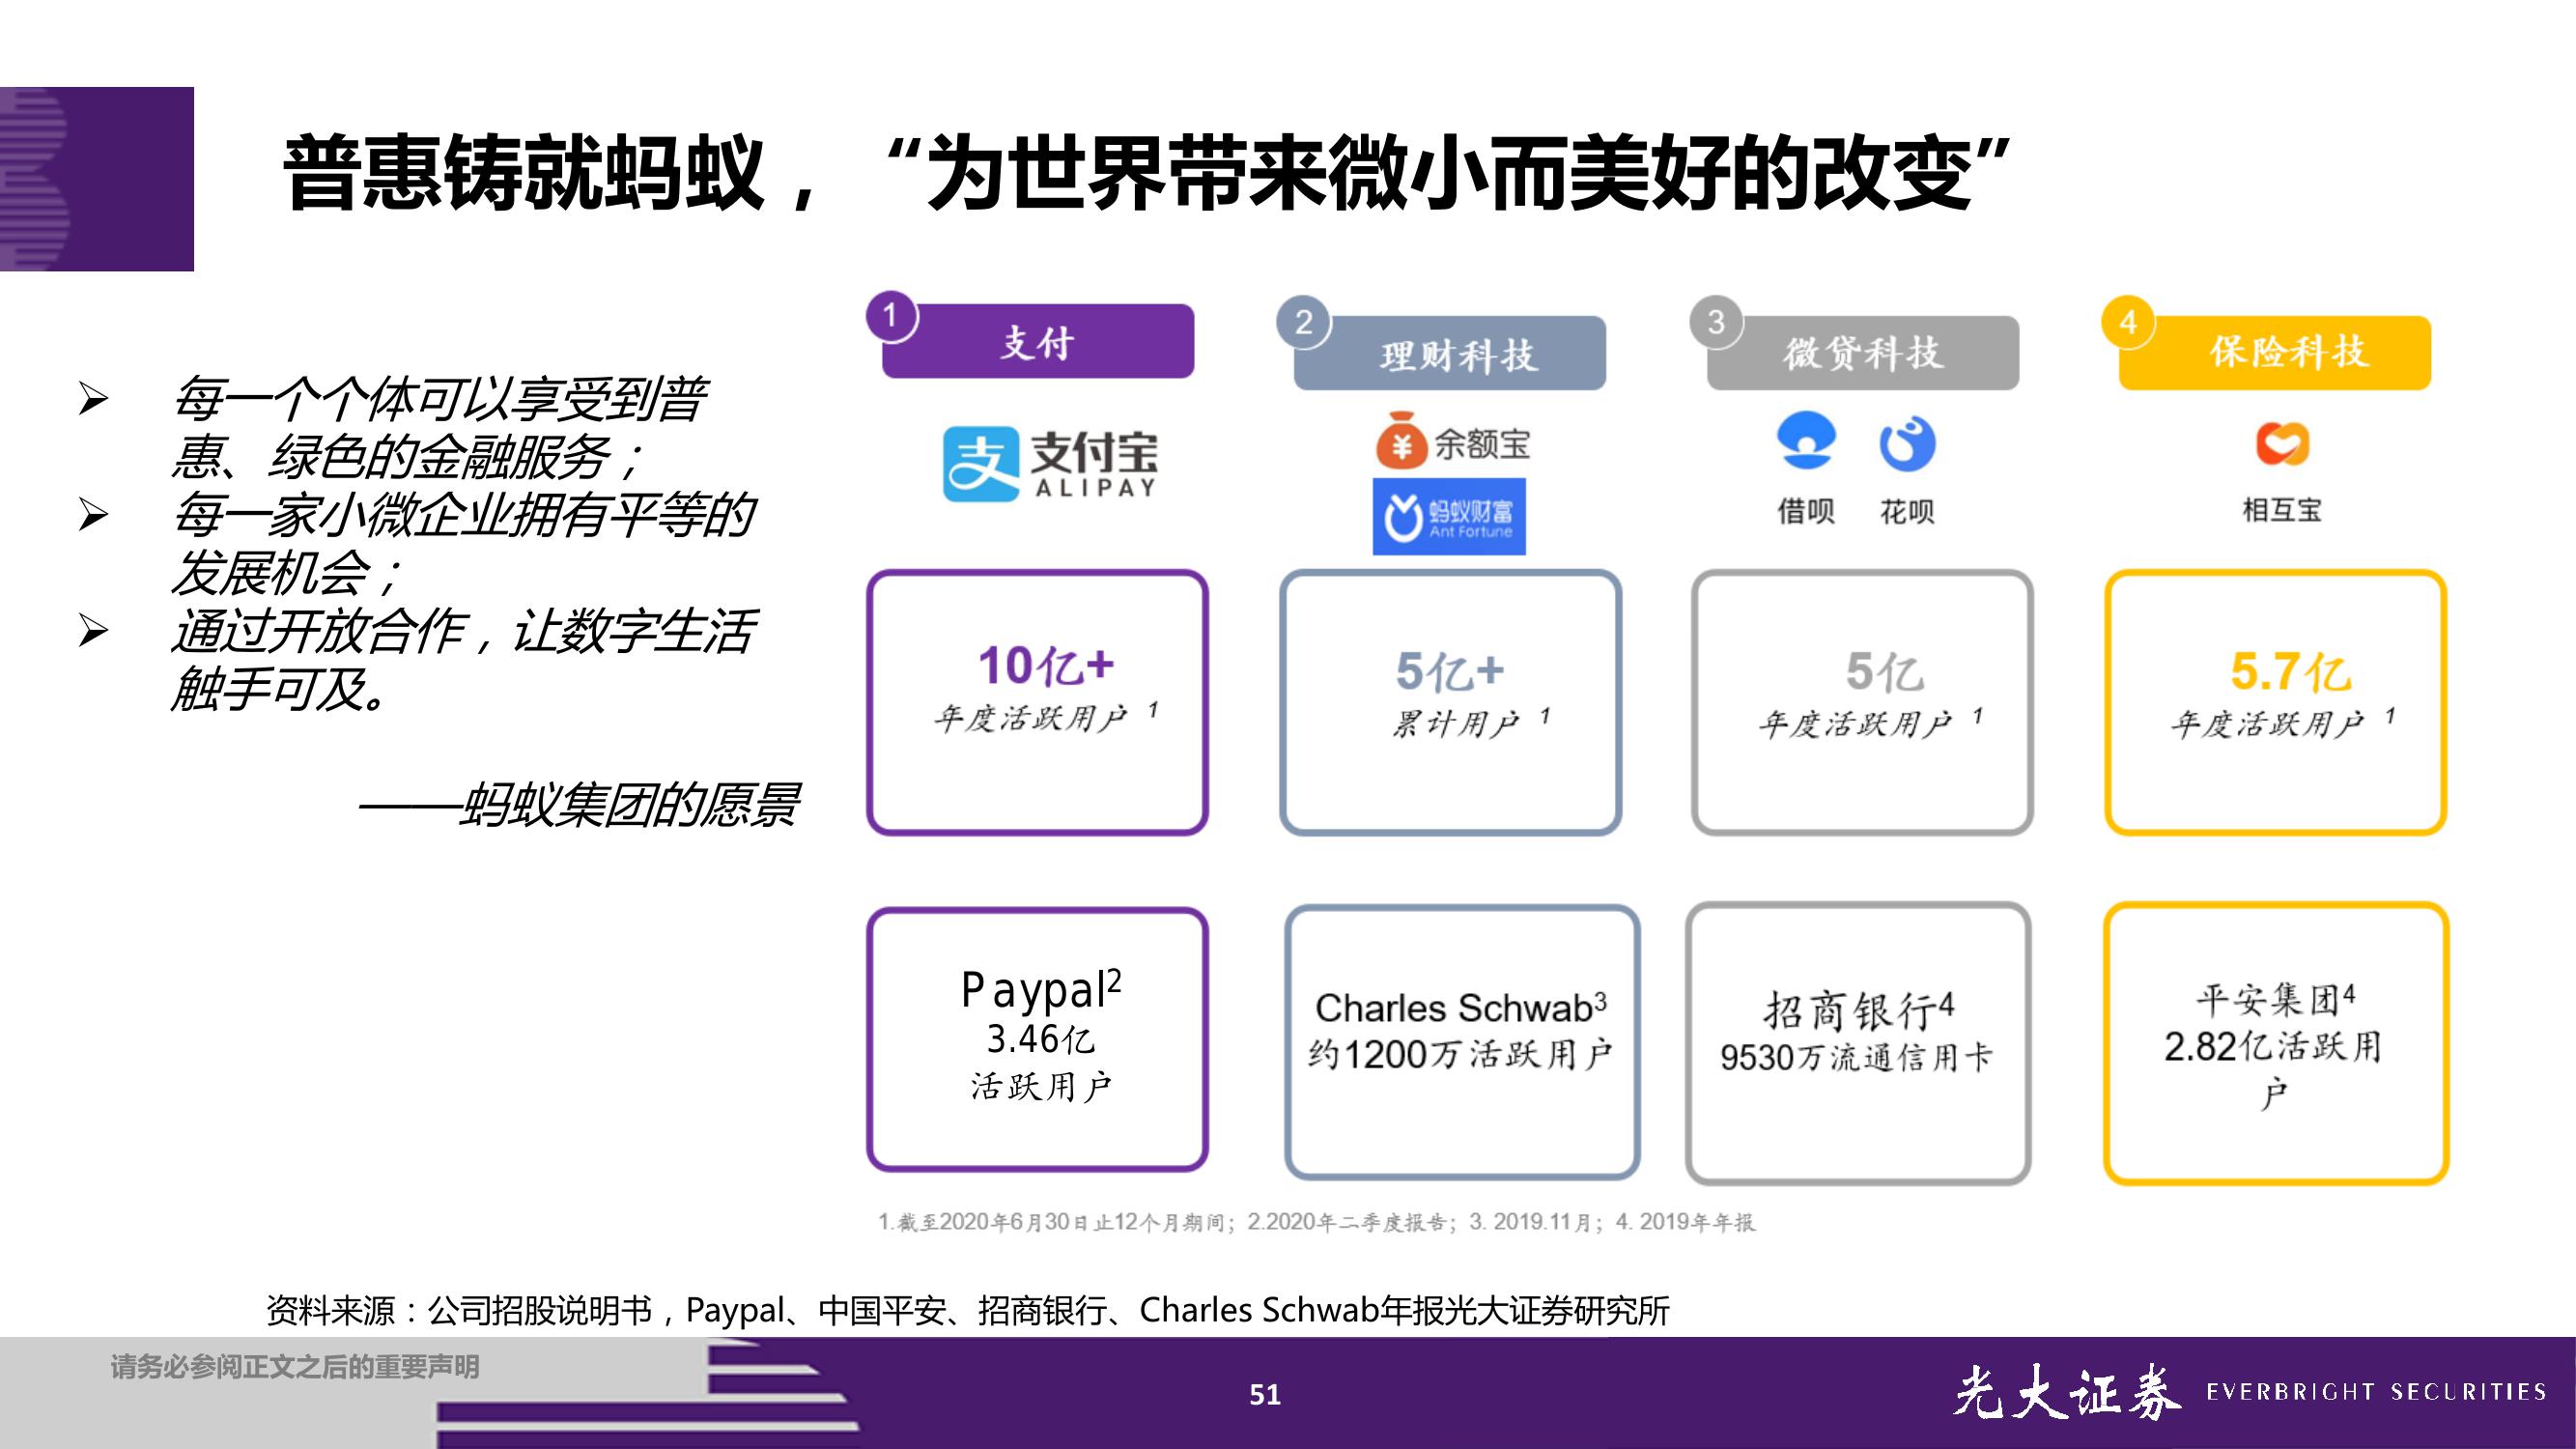 普惠铸就蚂蚁，“为世界带来微小而美好的改变”
➢ 每一个个体可以享受到普
惠、绿色的金融服务；
➢ 每一家小微企业拥有平等的
发展机会；
➢ 通过开放合作，让数字生活
触手可及。
——蚂蚁集团的愿景
1 支付
支 支付宝
ALIPAY
10亿+
年度活跃用户 1
Paypal2
3.46亿
活跃用户
2 理财科技
¥ 余额宝
蚂蚁财富
Ant Fortune
5亿+
累计用户 1
Charles Schwab3
约1200万活跃用户
3 微贷科技
借呗 花呗
5亿
年度活跃用户 1
招商银行4
9530万流通信用卡
4 保险科技
相互宝
5.7亿
年度活跃用户 1
平安集团4
2.82亿活跃用
户
1.截至2020年6月30日止12个月期间；2.2020年二季度报告；3. 2019.11月；4. 2019年年报
资料来源：公司招股说明书，Paypal、中国平安、招商银行、Charles Schwab年报光大证券研究所
请务必参阅正文之后的重要声明
51
光大证券 EVERBRIGHT SECURITIES